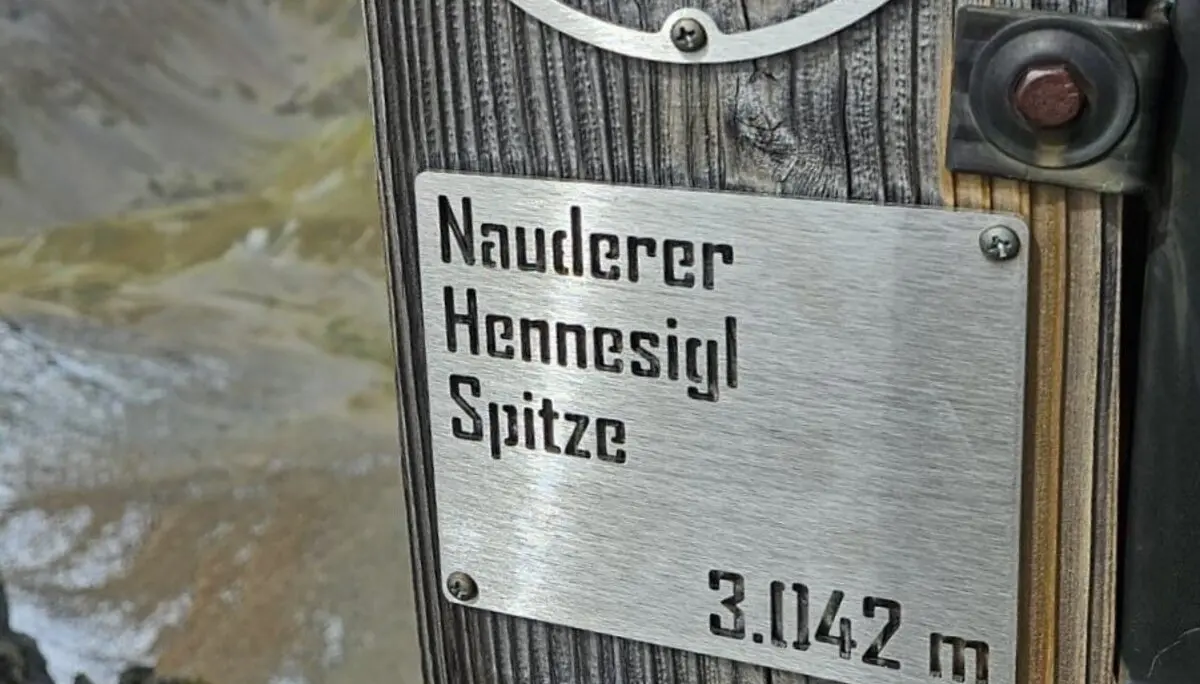 Nauderer
Hennesigl
Spitze
3.042 m